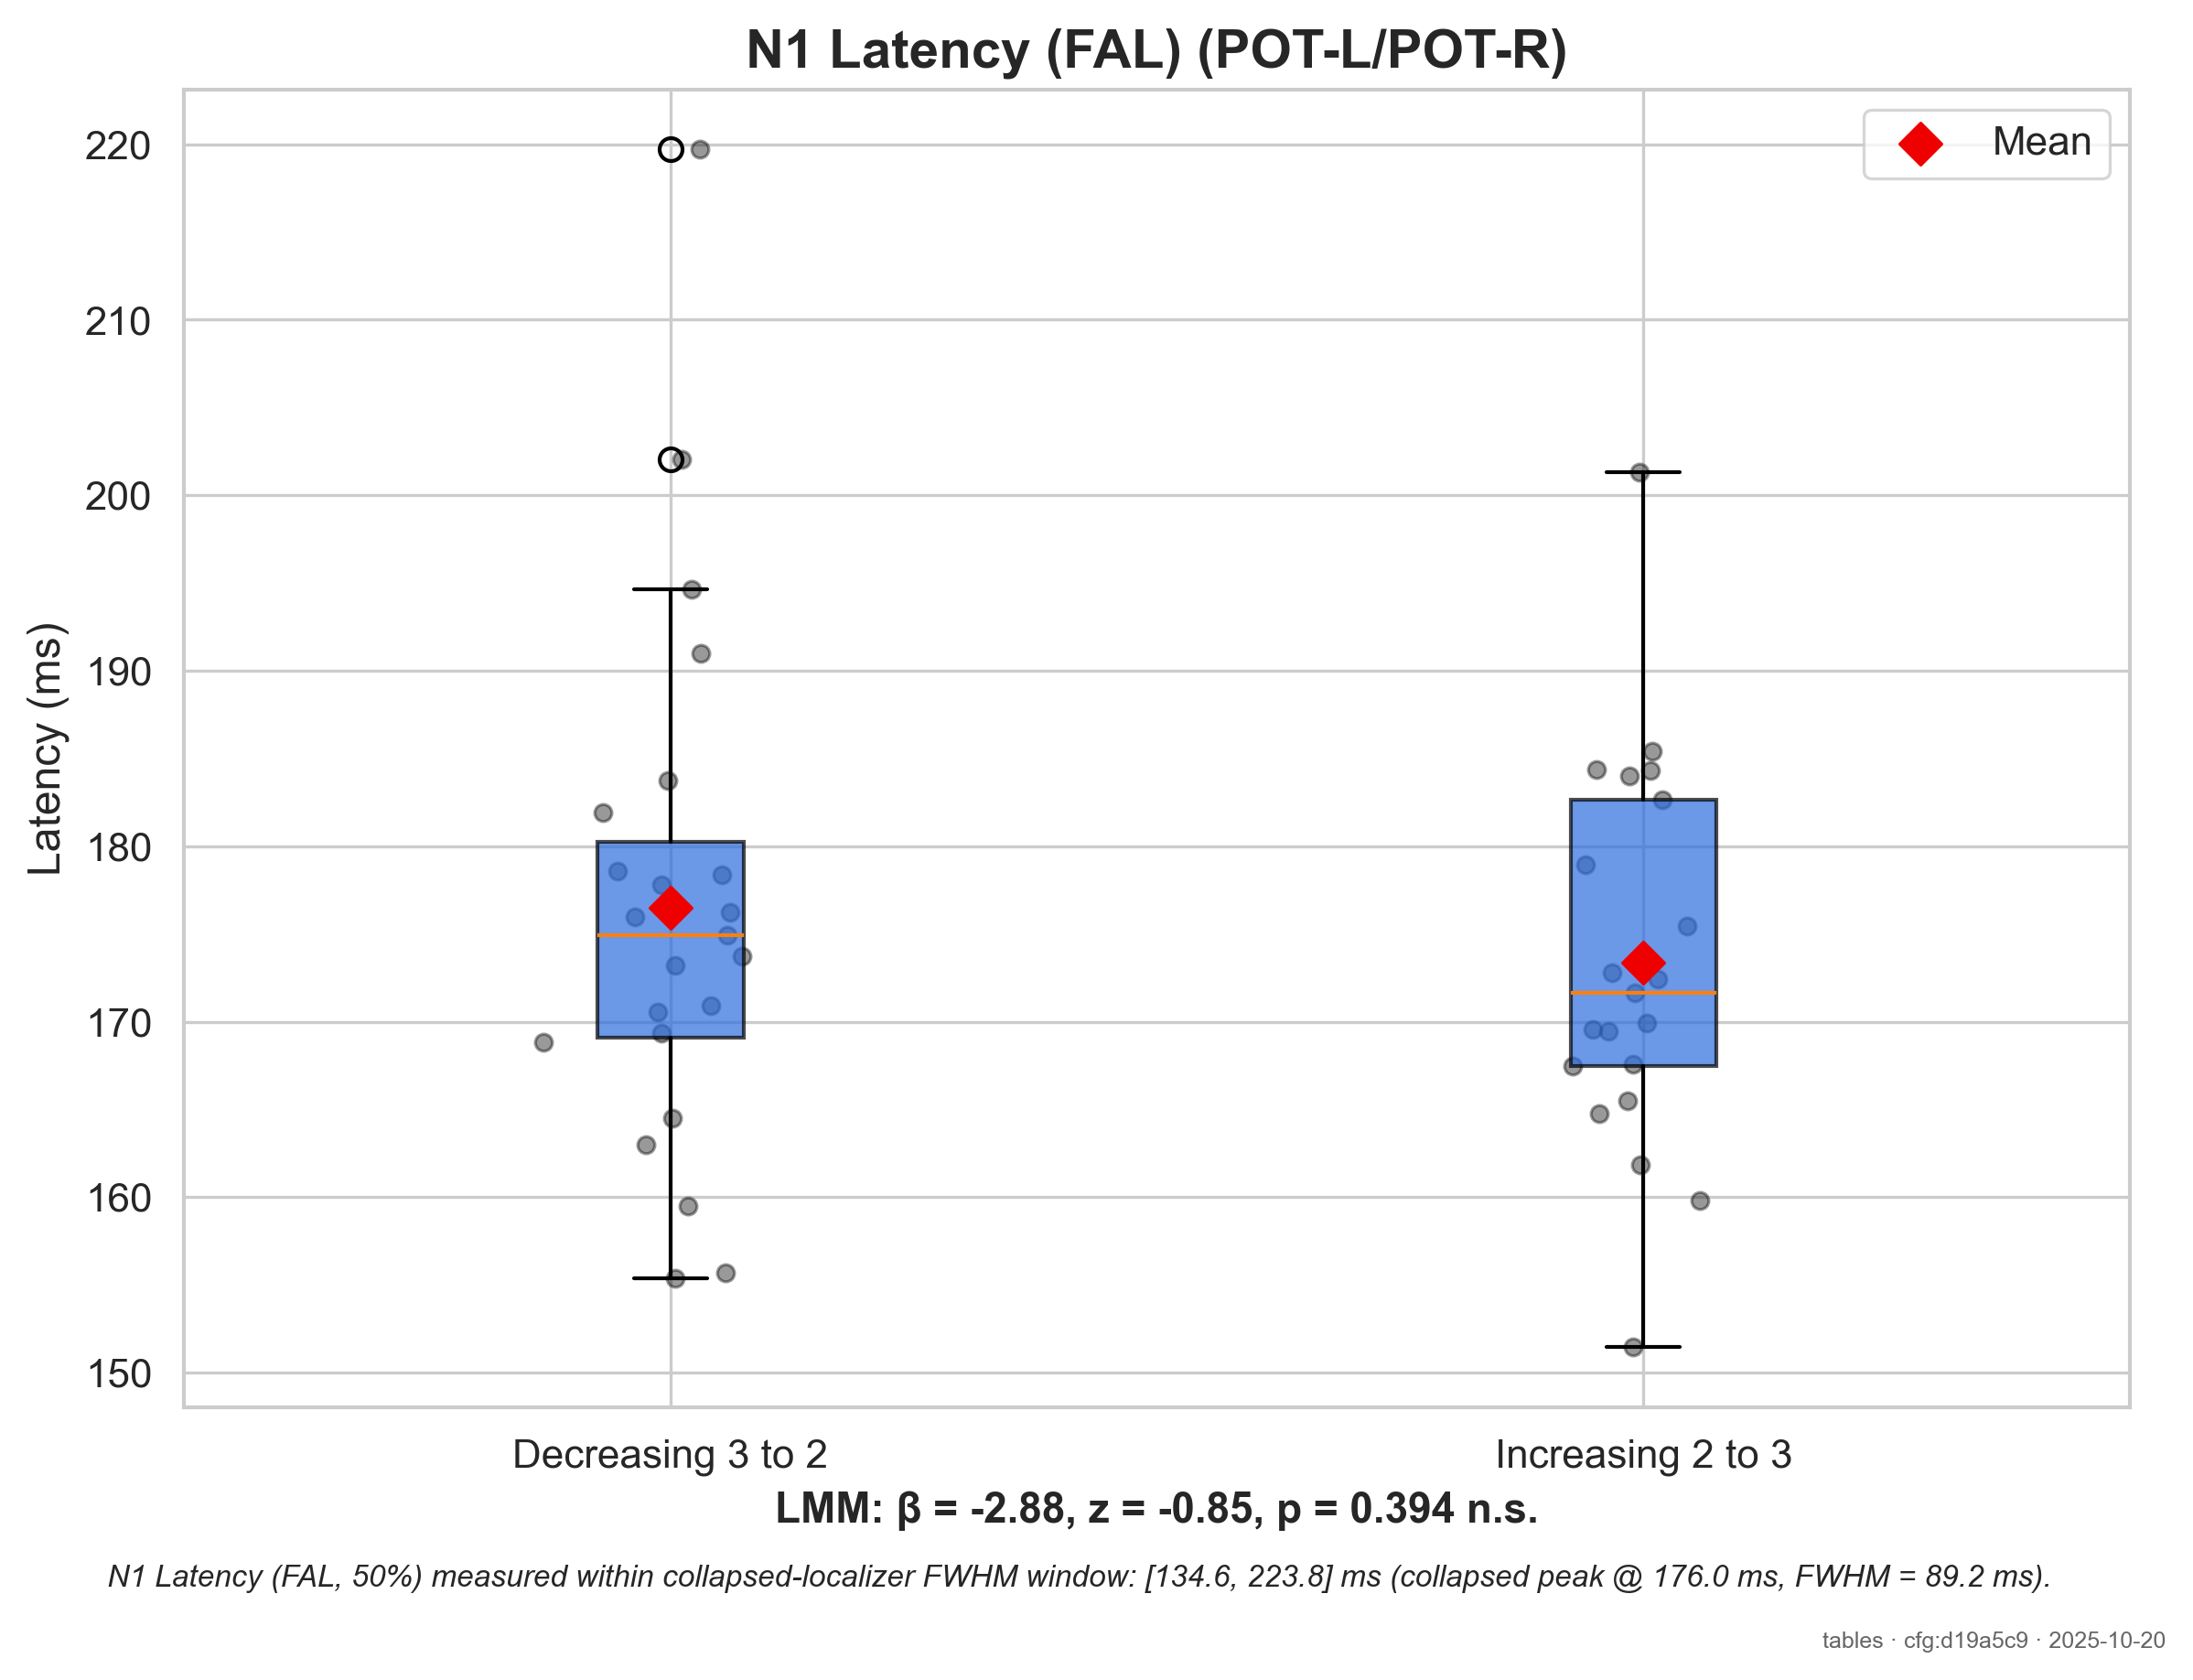 N1 Latency (FAL) (POT-L/POT-R)
Mean
Latency (ms)
220
210
200
190
180
170
160
150
Decreasing 3 to 2
Increasing 2 to 3
LMM: β = -2.88, z = -0.85, p = 0.394 n.s.
N1 Latency (FAL, 50%) measured within collapsed-localizer FWHM window: [134.6, 223.8] ms (collapsed peak @ 176.0 ms, FWHM = 89.2 ms).
tables · cfg:d19a5c9 · 2025-10-20